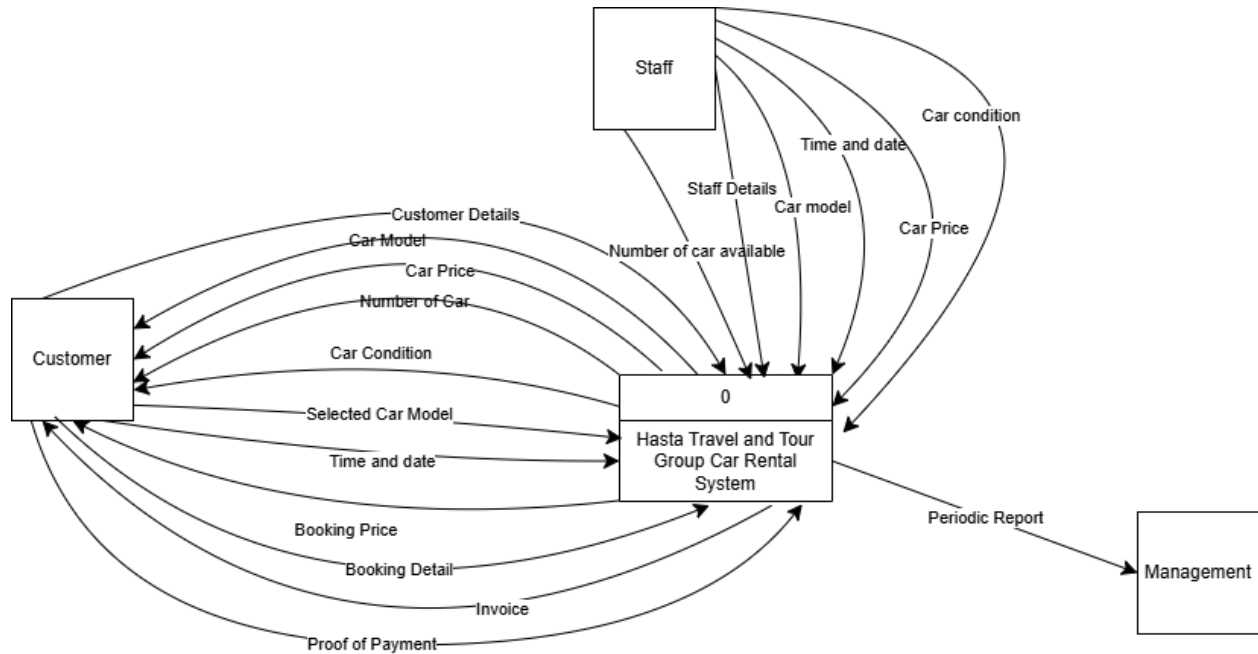 Staff
Car condition
Time and date
Staff Details
Car model
Customer Details
Car Price
Car Model
Number of car available
Car Price
Number of Car
Car Condition
Customer
0
Selected Car Model
Hasta Travel and Tour
Group Car Rental
System
Time and date
Periodic Report
Booking Price
Booking Detail
Management
Invoice
Proof of Payment